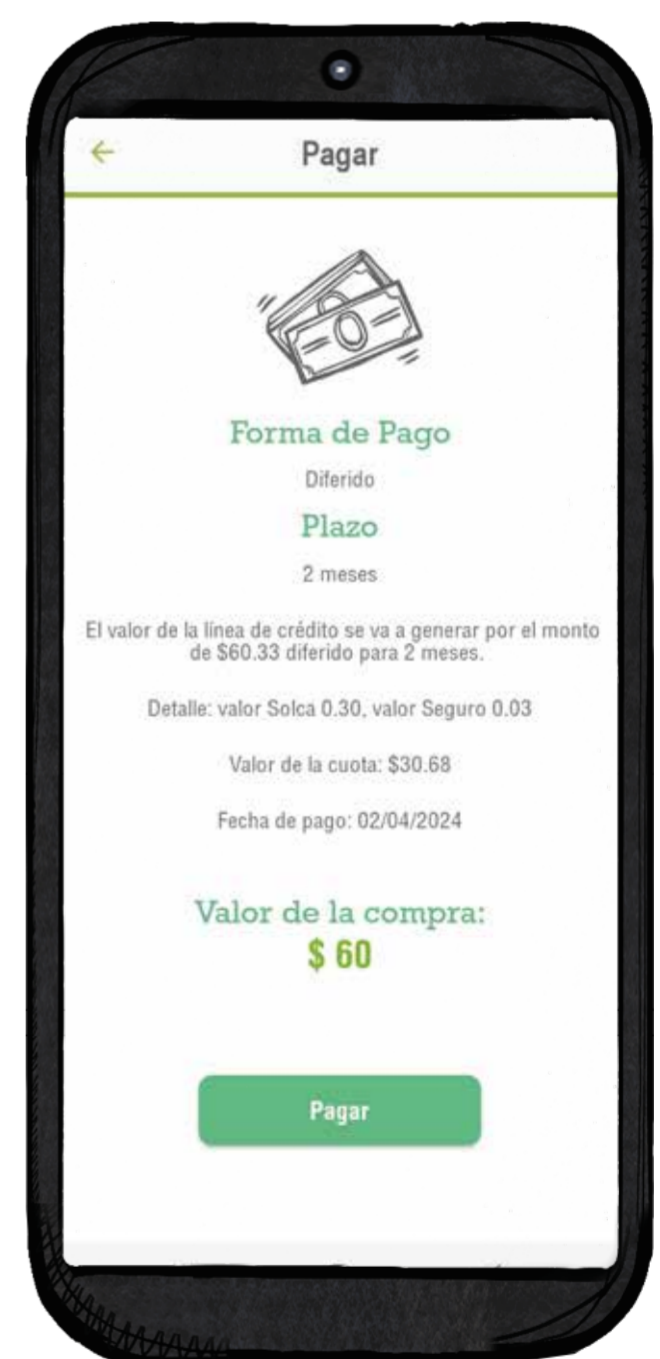 Pagar
Forma de Pago
Diferido
Plazo
2 meses
El valor de la línea de crédito se va a generar por el monto
de $60.33 diferido para 2 meses.
Detalle: valor Solca 0.30, valor Seguro 0.03
Valor de la cuota: $30.68
Fecha de pago: 02/04/2024
Valor de la compra:
$ 60
Pagar